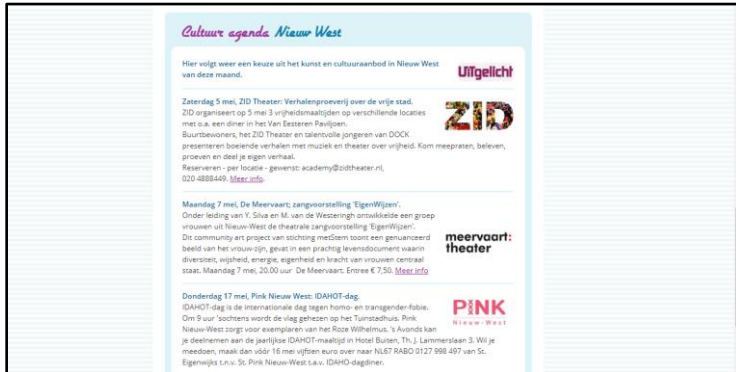 Cultuur agenda Nieuw West
Hier volgt weer een keuze uit het kunst en cultuuraanbod in Nieuw West
van deze maand.
UiTgelicht
Zaterdag 5 mei, ZID Theater: Verhalenproeverij over de vrije stad.
ZID organiseert op 5 mei 3 vrijheidsmaaltijden op verschillende locaties
met o.a. een diner in het Van Eesteren Paviljoen.
Buurtbewoners, het ZID Theater en talentvolle jongeren van DOCK
presenteren boeiende verhalen met muziek en theater over vrijheid. Kom meepraten, beleven,
proeven en deel je eigen verhaal.
Reserveren - per locatie - gewenst: academy@zidtheater.nl,
020 4888449. Meer info.
ZID
Maandag 7 mei, De Meervaart; zangvoorstelling 'EigenWijzen'.
Onder leiding van Y. Silva en M. van de Westeringh ontwikkelde een groep
vrouwen uit Nieuw-West de theatrale zangvoorstelling 'EigenWijzen'.
Dit community art project van stichting metStem toont een genuanceerd
beeld van het vrouw-zijn, gevat in een prachtig levensdocument waarin
diversiteit, wijsheid, energie, eigenheid en kracht van vrouwen centraal
staat. Maandag 7 mei, 20.00 uur De Meervaart. Entree € 7,50. Meer info
meervaart:
theater
Donderdag 17 mei, Pink Nieuw West: IDAHOT-dag.
IDAHOT-dag is de internationale dag tegen homo- en transgender-fobie.
Om 9 uur 'sochtens wordt de vlag gehezen op het Tuinstadhuis. Pink
Nieuw-West zorgt voor exemplaren van het Roze Wilhelmus. 's Avonds kan
je deelnemen aan de jaarlijkse IDAHOT-maaltijd in Hotel Buiten, Th. J. Lammerslaan 3. Wil je
meedoen, maak dan vóór 16 mei vijftien euro over naar NL67 RABO 0127 998 497 van St.
Eigenwijks t.n.v. St. Pink Nieuw-West t.a.v. IDAHO-dagdiner.
PINK
Nieuw-West